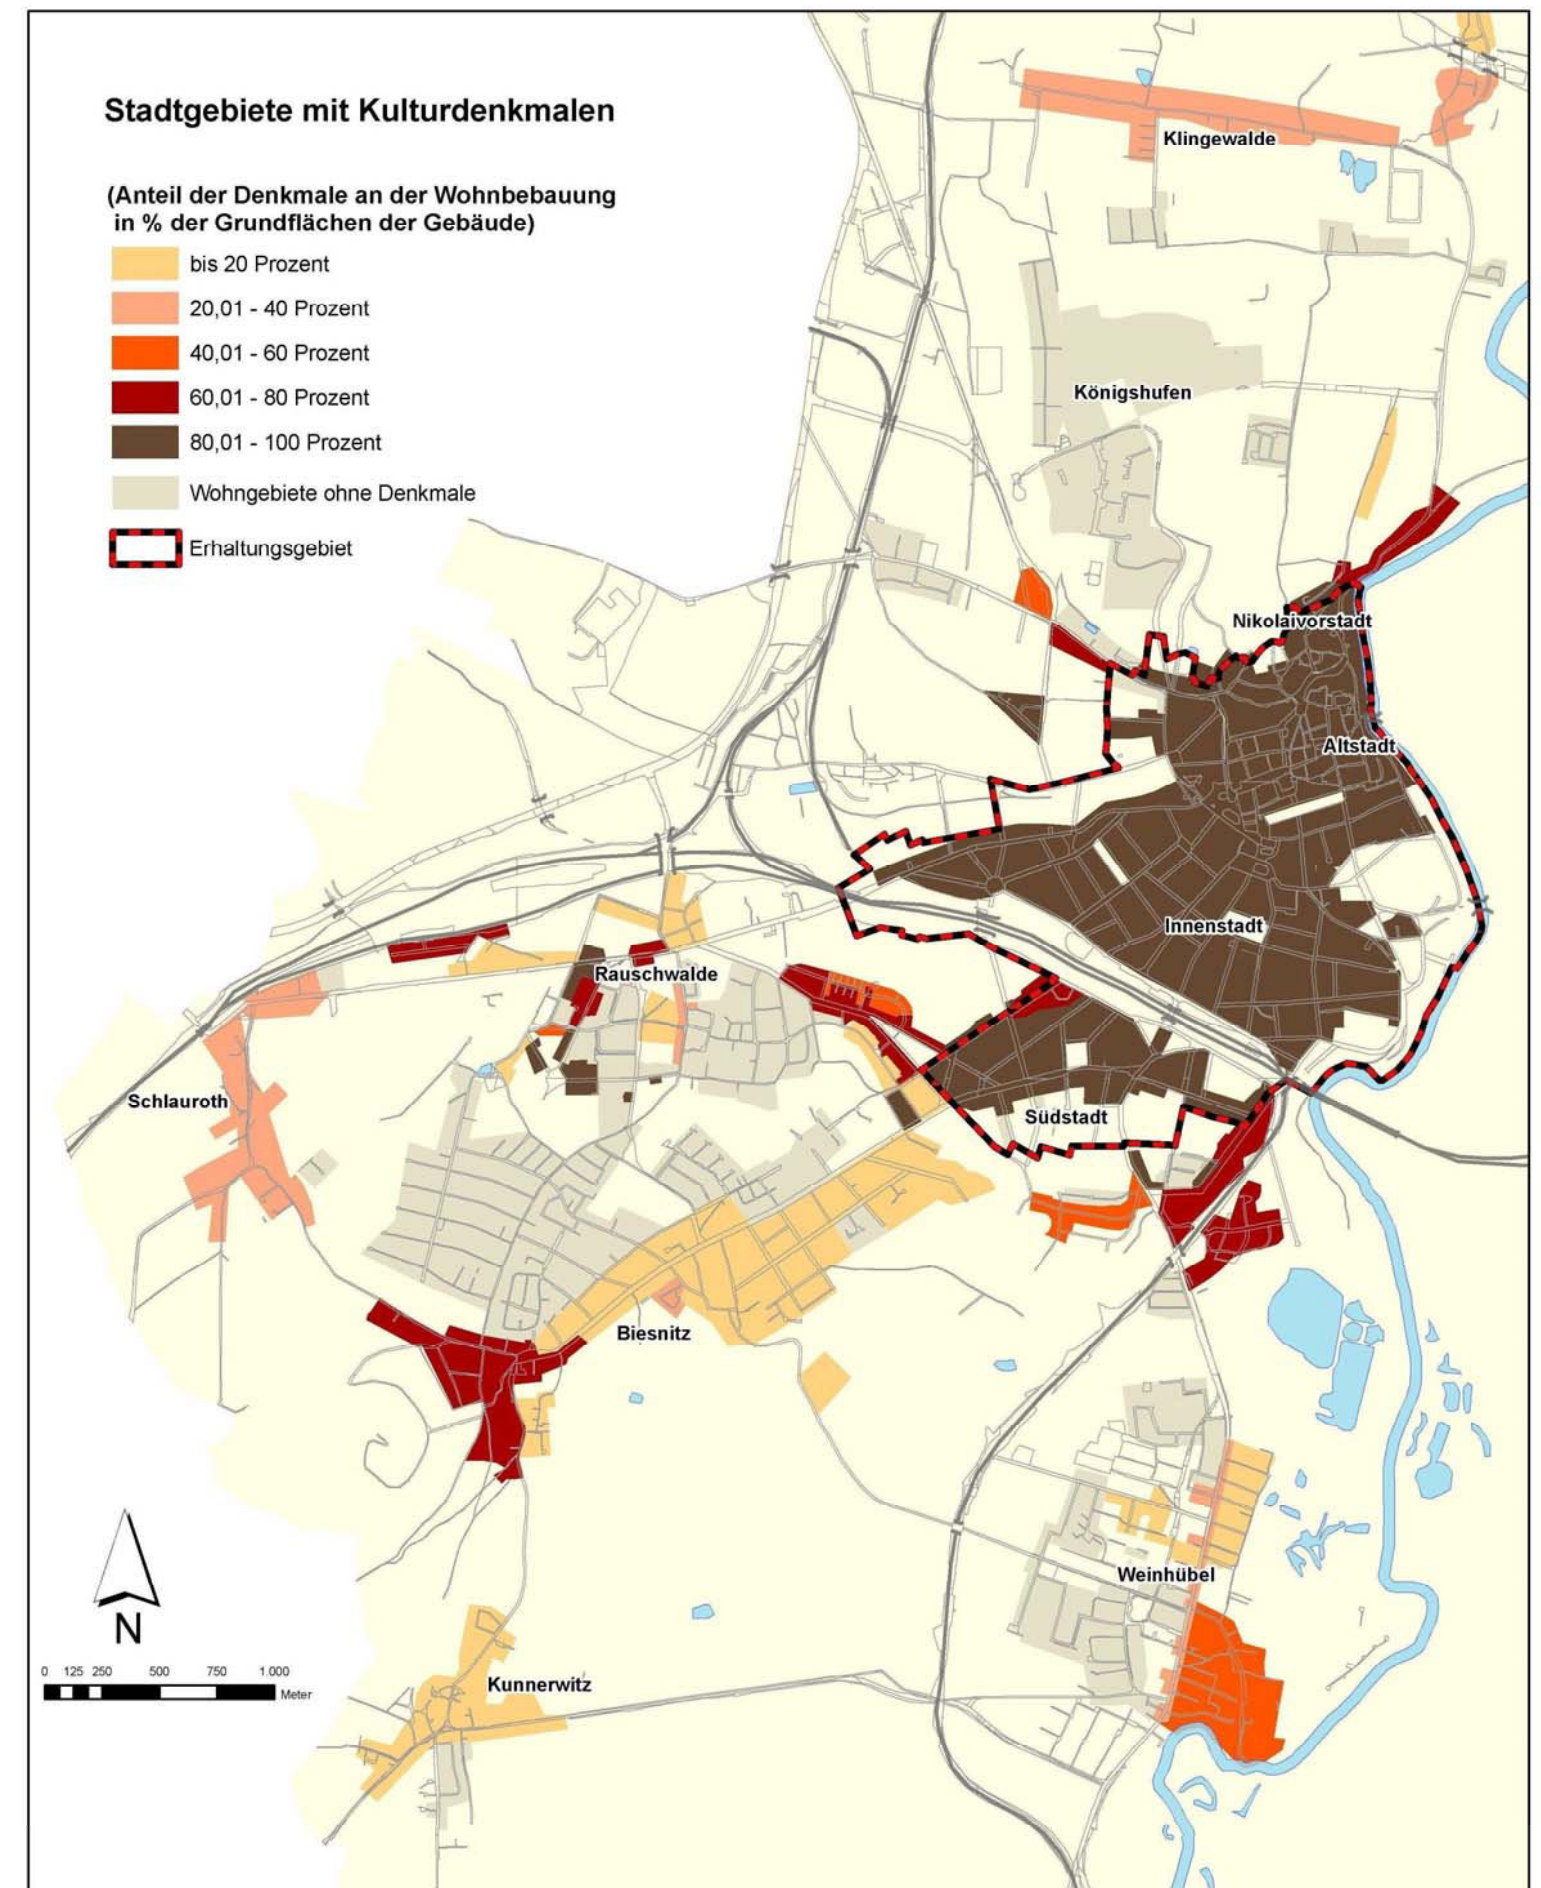 Stadtgebiete mit Kulturdenkmalen
(Anteil der Denkmale an der Wohnbebauung
in % der Grundflächen der Gebäude)
bis 20 Prozent
20,01 - 40 Prozent
40,01 - 60 Prozent
60,01 - 80 Prozent
80,01 - 100 Prozent
Wohngebiete ohne Denkmale
Erhaltungsgebiet
Klingewalde
Königshufen
Nikolaivorstadt
Altstadt
Innenstadt
Rauschwalde
Schlauroth
Südstadt
Biesnitz
Weinhübel
Kunnerwitz
N
0 125 250 500 750 1.000
Meter